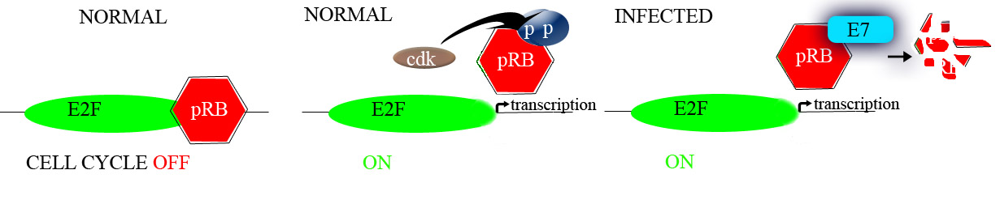 NORMAL
E2F
pRB
CELL CYCLE OFF
NORMAL
p p
cdk
pRB
E2F
transcription
ON
INFECTED
E7
pRB
E2F
transcription
ON